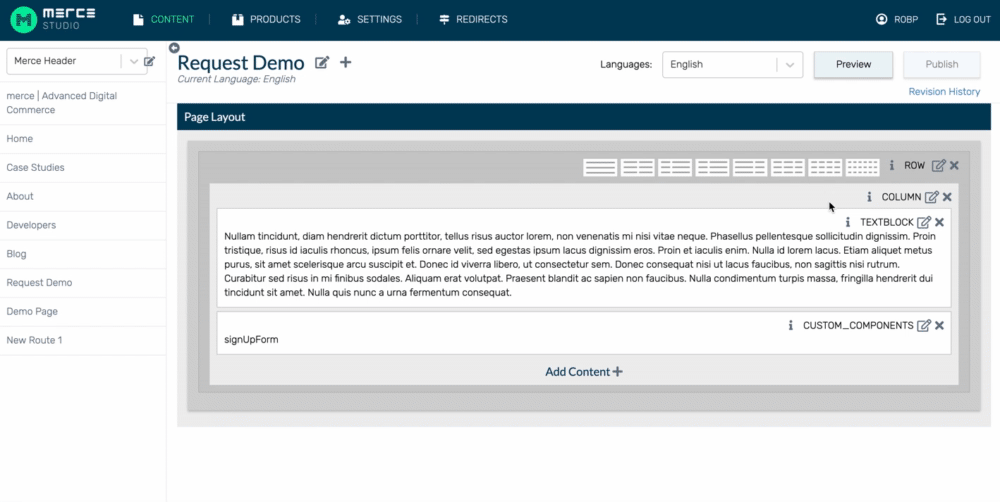 MERCE
STUDIO
CONTENT
PRODUCTS
SETTINGS
REDIRECTS
ROBP
LOG OUT
Merce Header
merce | Advanced Digital
Commerce
Home
Case Studies
About
Developers
Blog
Request Demo
Demo Page
New Route 1
Request Demo
Current Language: English
Languages:
English
Preview
Publish
Revision History
Page Layout
ROW
COLUMN
TEXTBLOCK
Nullam tincidunt, diam hendrerit dictum porttitor, tellus risus auctor lorem, non venenatis mi nisi vitae neque. Phasellus pellentesque sollicitudin dignissim. Proin
tristique, risus id iaculis rhoncus, ipsum felis ornare velit, sed egestas ipsum lacus dignissim eros. Proin et iaculis enim. Nulla id lorem lacus. Etiam aliquet metus
purus, sit amet scelerisque arcu suscipit et. Donec id viverra libero, ut consectetur sem. Donec consequat nisi ut lacus faucibus, non sagittis nisi rutrum.
Curabitur sed risus in mi finibus sodales. Aliquam erat volutpat. Praesent blandit ac sapien non faucibus. Nulla condimentum turpis massa, fringilla hendrerit dui
tincidunt sit amet. Nulla quis nunc a urna fermentum consequat.
CUSTOM_COMPONENTS
signUpForm
Add Content